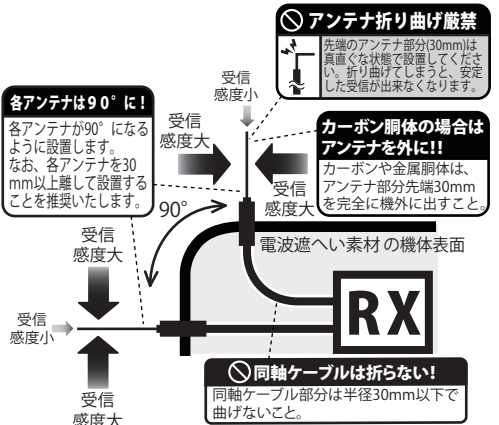 アンテナ折り曲げ厳禁
先端のアンテナ部分(30mm)は
真直ぐな状態で設置してくださ
い。折り曲げてしまうと、安定
した受信が出来なくなります。
各アンテナは90°に!
各アンテナが90°になる
ように設置します。
なお、各アンテナを30
mm以上離して設置する
ことを推奨いたします。
受信
感度小
受信
感度大
カーボン胴体の場合は
アンテナを外に!!
カーボンや金属胴体は、
アンテナ部分先端30mm
を完全に機外に出すこと。
受信
感度大
90°
電波遮へい素材の機体表面
受信
感度大
受信
感度小
RX
受信
感度大
同軸ケーブルは折らない!
同軸ケーブル部分は半径30mm以下で
曲げないこと。